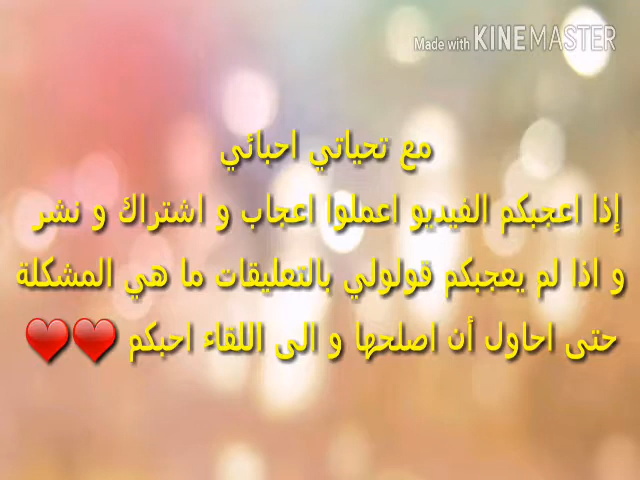 Made with KINEMASTER
مع تحياتي احبائي
إذا اعجبكم الفيديو اعملوا اعجاب و اشتراك و نشر
و اذا لم يعجبكم قولولي بالتعليقات ما هي المشكلة
حتى احاول أن اصلحها و الى اللقاء احبكم ❤❤